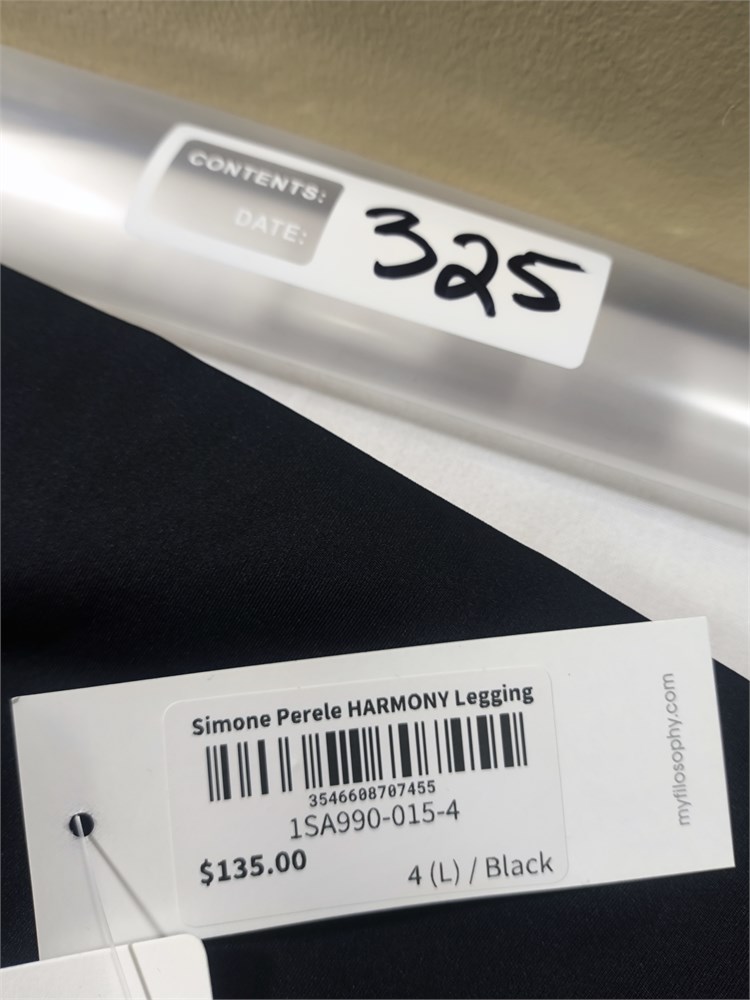 CONTENTS:
DATE:
325
Simone Perele HARMONY Legging
3546608707455
1SA990-015-4
$135.00
4 (L) / Black
myfilosophy.com